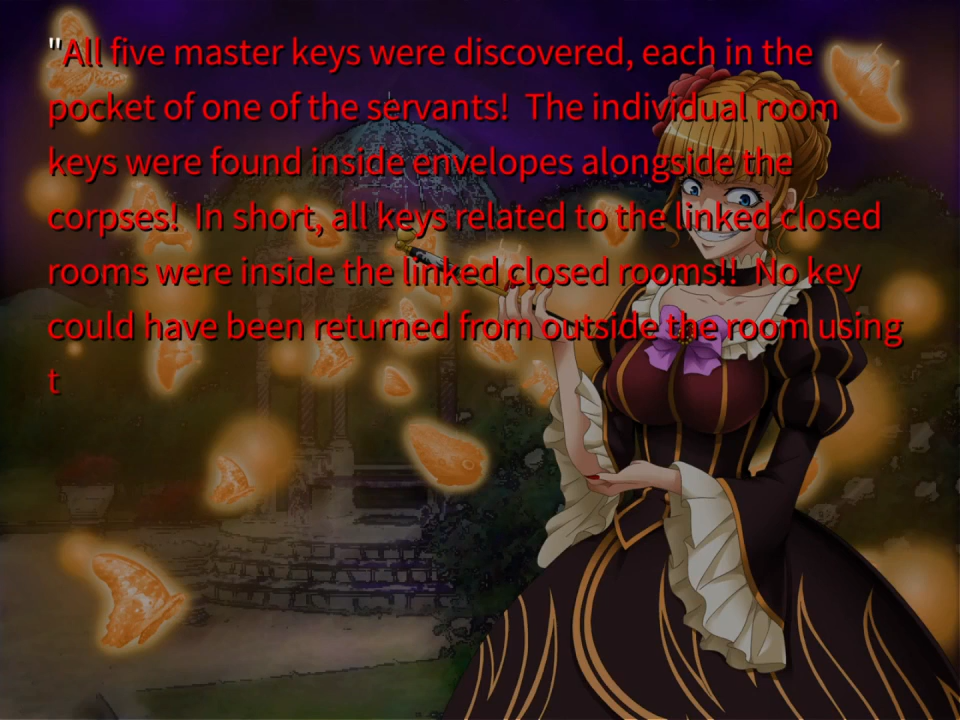 "All five master keys were discovered, each in the
pocket of one of the servants!  The individual room
keys were found inside envelopes alongside the
corpses!  In short, all keys related to the linked closed
rooms were inside the linked closed rooms!!  No key
could have been returned from outside the room using
t